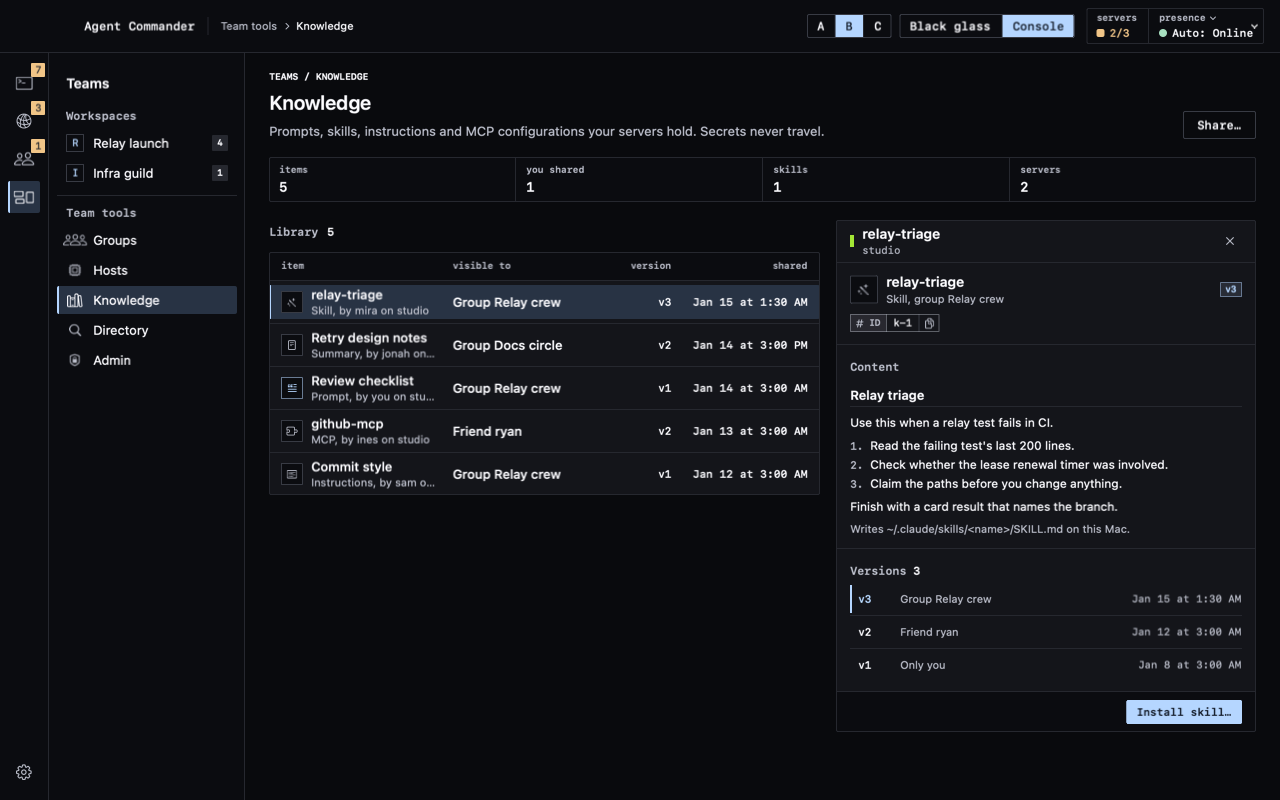 Agent Commander
Team tools > Knowledge
A B C
Black glass Console
servers
2/3
presence
Auto: Online
7
3
1
Teams
Workspaces
R Relay launch 4
I Infra guild 1
Team tools
Groups
Hosts
Knowledge
Directory
Admin
TEAMS / KNOWLEDGE
Knowledge
Prompts, skills, instructions and MCP configurations your servers hold. Secrets never travel.
Share…
items
5
you shared
1
skills
1
servers
2
Library 5
item visible to version shared
relay-triage
Skill, by mira on studio
Group Relay crew v3 Jan 15 at 1:30 AM
Retry design notes
Summary, by jonah on…
Group Docs circle v2 Jan 14 at 3:00 PM
Review checklist
Prompt, by you on stu…
Group Relay crew v1 Jan 14 at 3:00 AM
github-mcp
MCP, by ines on studio
Friend ryan v2 Jan 13 at 3:00 AM
Commit style
Instructions, by sam o…
Group Relay crew v1 Jan 12 at 3:00 AM
relay-triage
studio
relay-triage
Skill, group Relay crew
v3
# ID k-1
Content
Relay triage
Use this when a relay test fails in CI.
1. Read the failing test's last 200 lines.
2. Check whether the lease renewal timer was involved.
3. Claim the paths before you change anything.
Finish with a card result that names the branch.
Writes ~/.claude/skills/<name>/SKILL.md on this Mac.
Versions 3
v3 Group Relay crew Jan 15 at 1:30 AM
v2 Friend ryan Jan 12 at 3:00 AM
v1 Only you Jan 8 at 3:00 AM
Install skill…